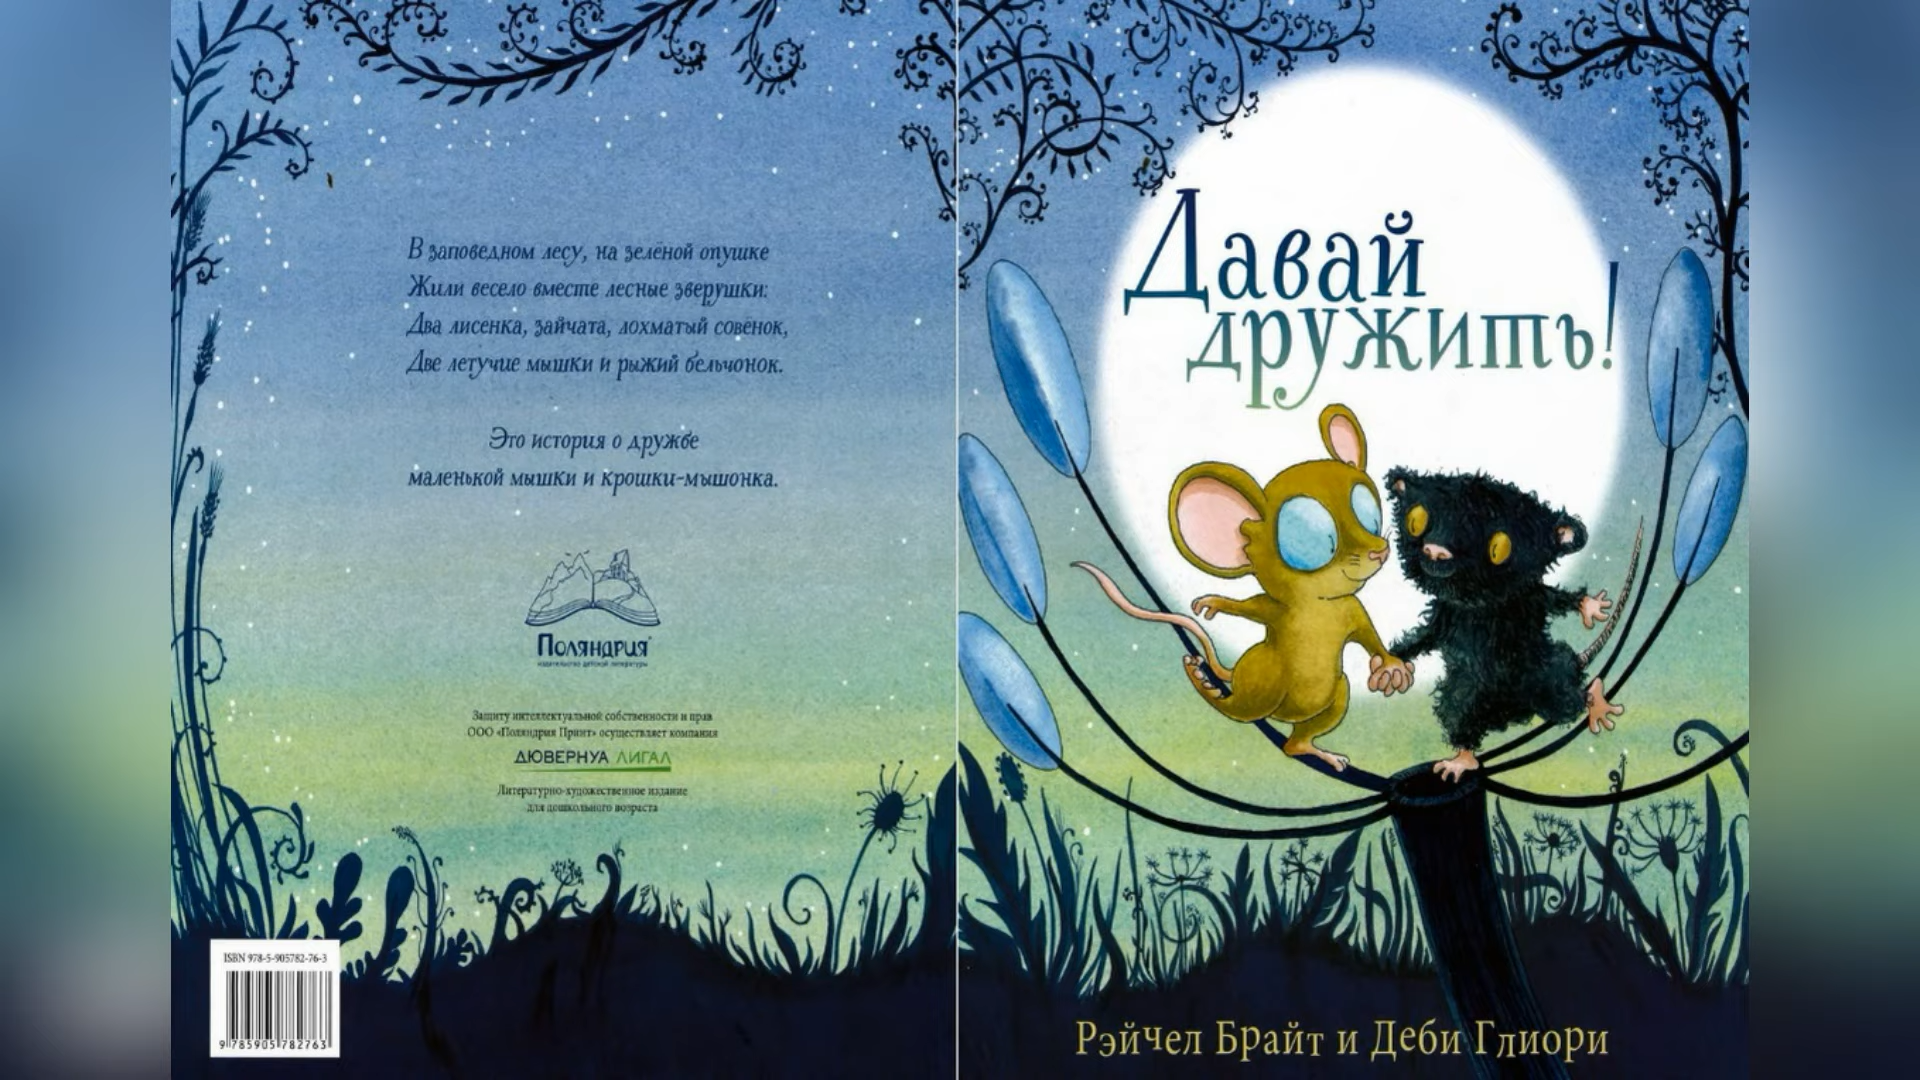 В заповедном лесу, на зелёной опушке
Жили весело вместе лесные зверушки:
Два лисенка, зайчата, лохматый совёнок,
Две летучие мышки и рыжий бельчонок.
Это история о дружбе
маленькой мышки и крошки-мышонка.
Поляндрия
издательство детской литературы
Защиту интеллектуальной собственности и прав
ООО «Поляндрия Принт» осуществляет компания
ДЮВЕРНУА ЛИГАЛ
Литературно-художественное издание
для дошкольного возраста
ISBN 978-5-905782-76-3
9 785905 782763
Давай
дружить!
Рэйчел Брайт и Деби Глиори